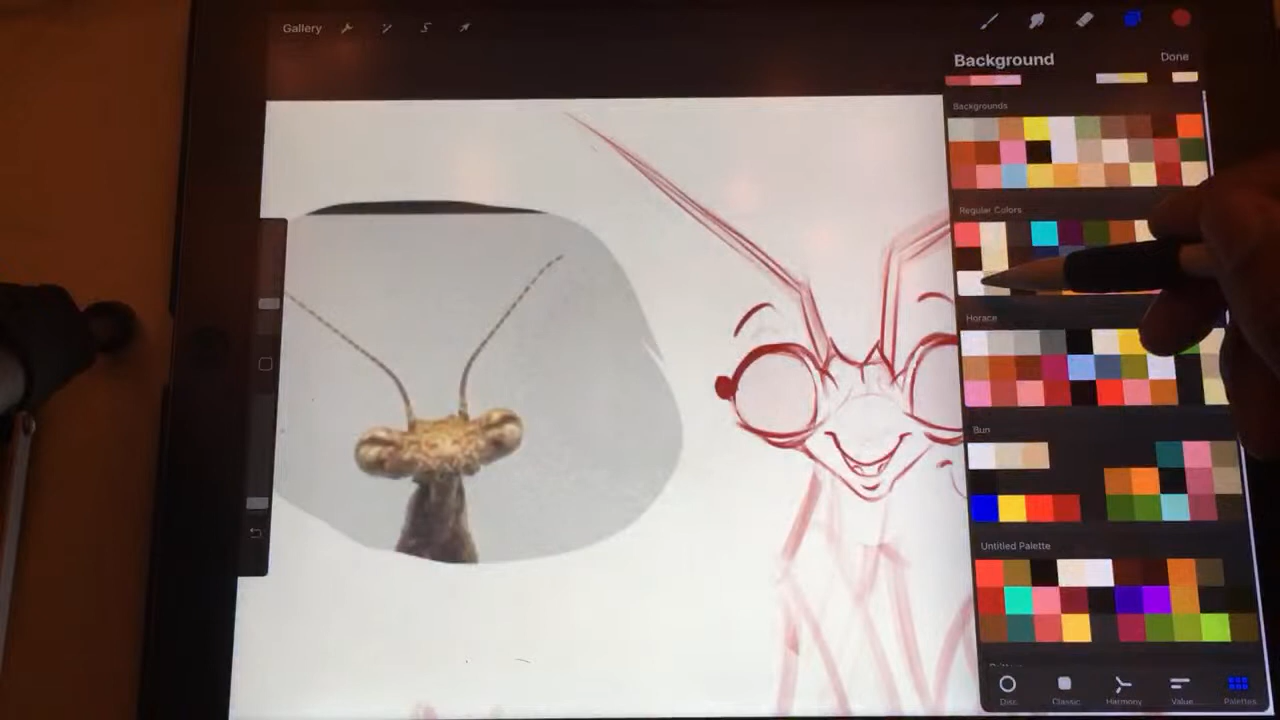 Gallery
Background
Done
Backgrounds
Regular Colors
Horace
Bun
Untitled Palette
Disc
Classic
Harmony
Value
Palettes